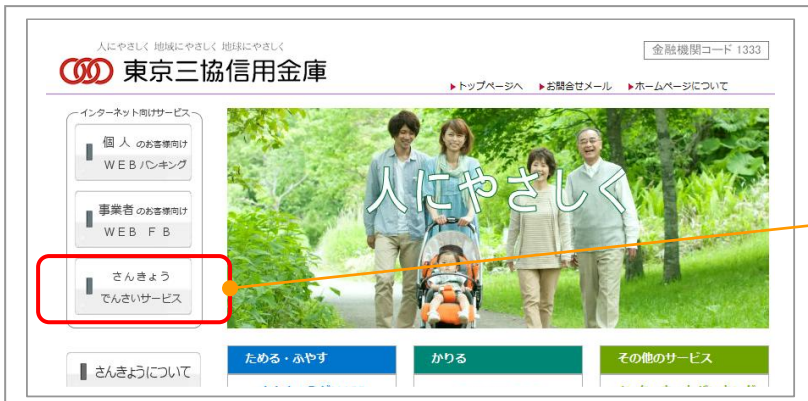 人にやさしく 地域にやさしく 地球にやさしく
東京三協信用金庫
金融機関コード 1333
▶トップページへ ▶お問合せメール ▶ホームページについて
インターネット向けサービス
個 人 のお客様向け
ＷＥＢバンキング
事業者 のお客様向け
ＷＥＢ ＦＢ
さんきょう
でんさいサービス
さんきょうについて
人にやさしく
ためる・ふやす
かりる
その他のサービス